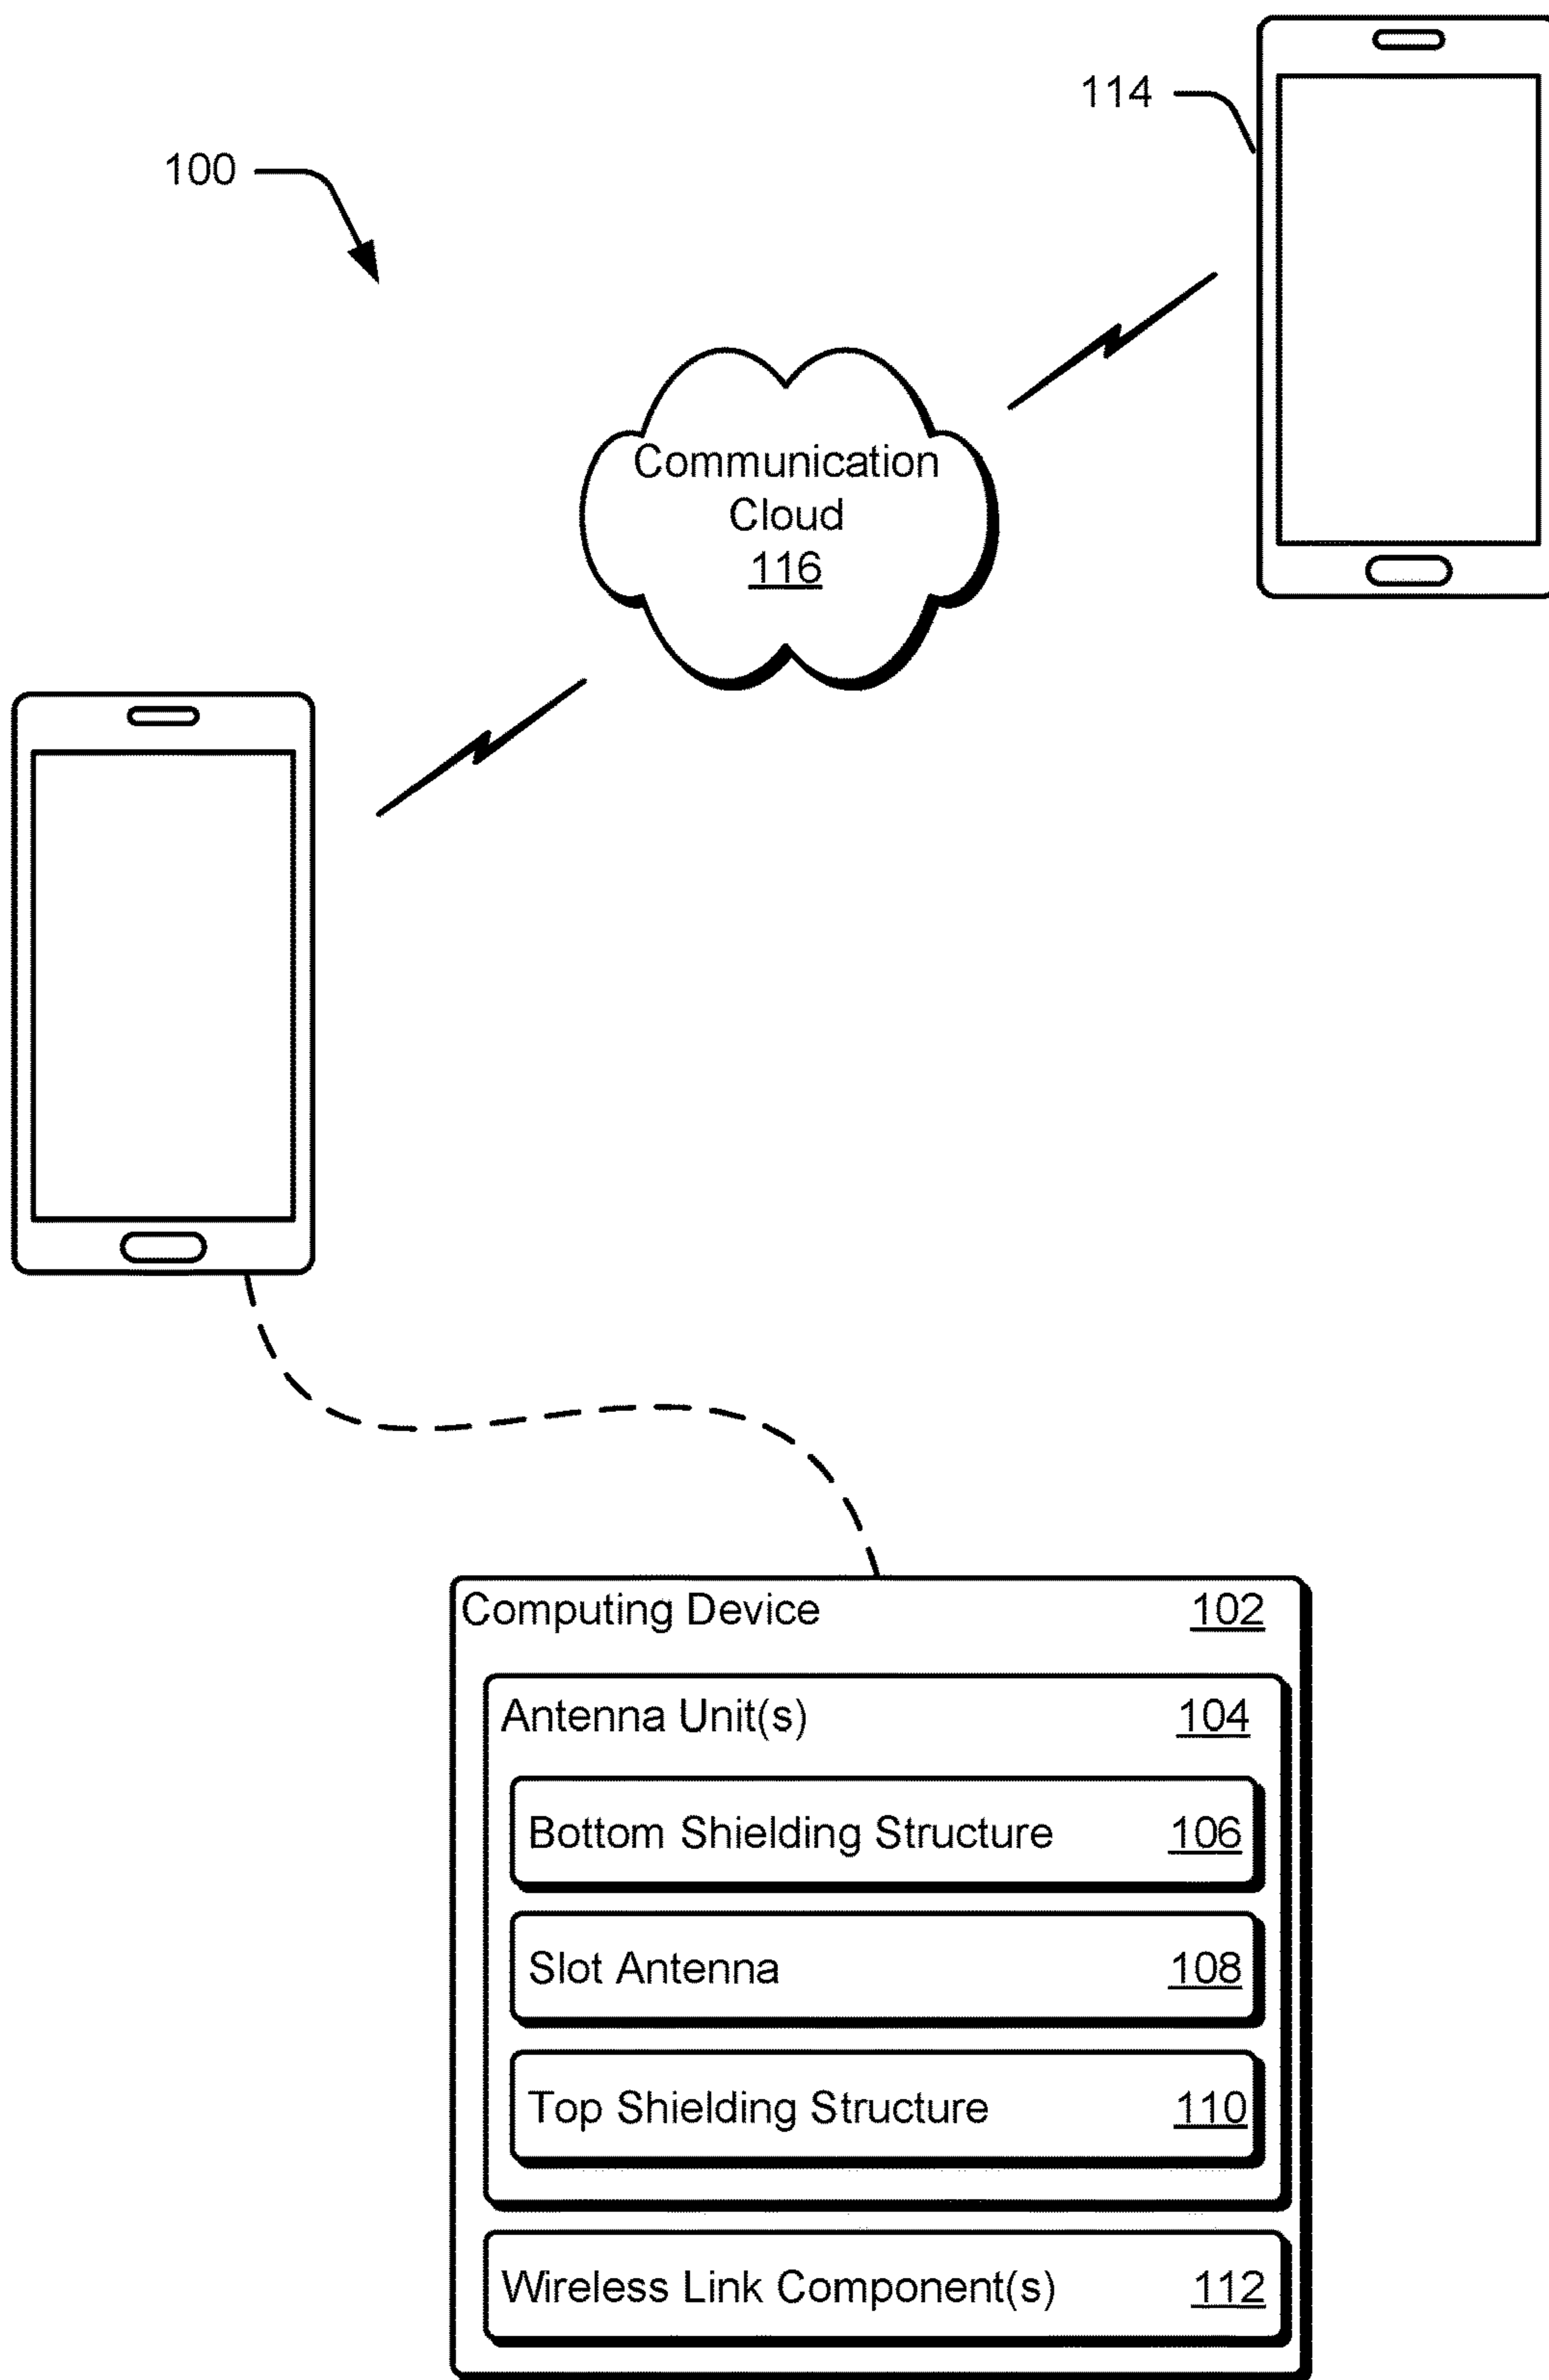 114
100
Communication
Cloud
116
Computing Device 102
Antenna Unit(s) 104
Bottom Shielding Structure 106
Slot Antenna 108
Top Shielding Structure 110
Wireless Link Component(s) 112